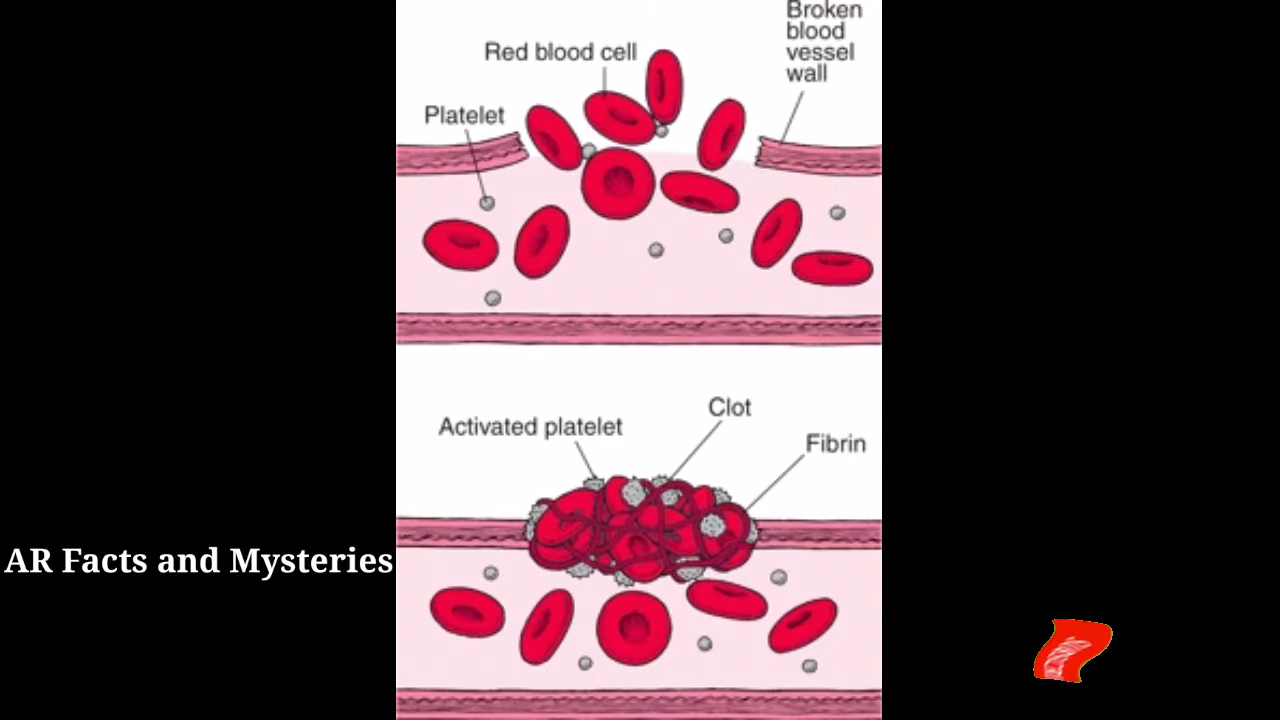 Broken
blood
vessel
wall
Red blood cell
Platelet
Clot
Activated platelet
Fibrin
AR Facts and Mysteries